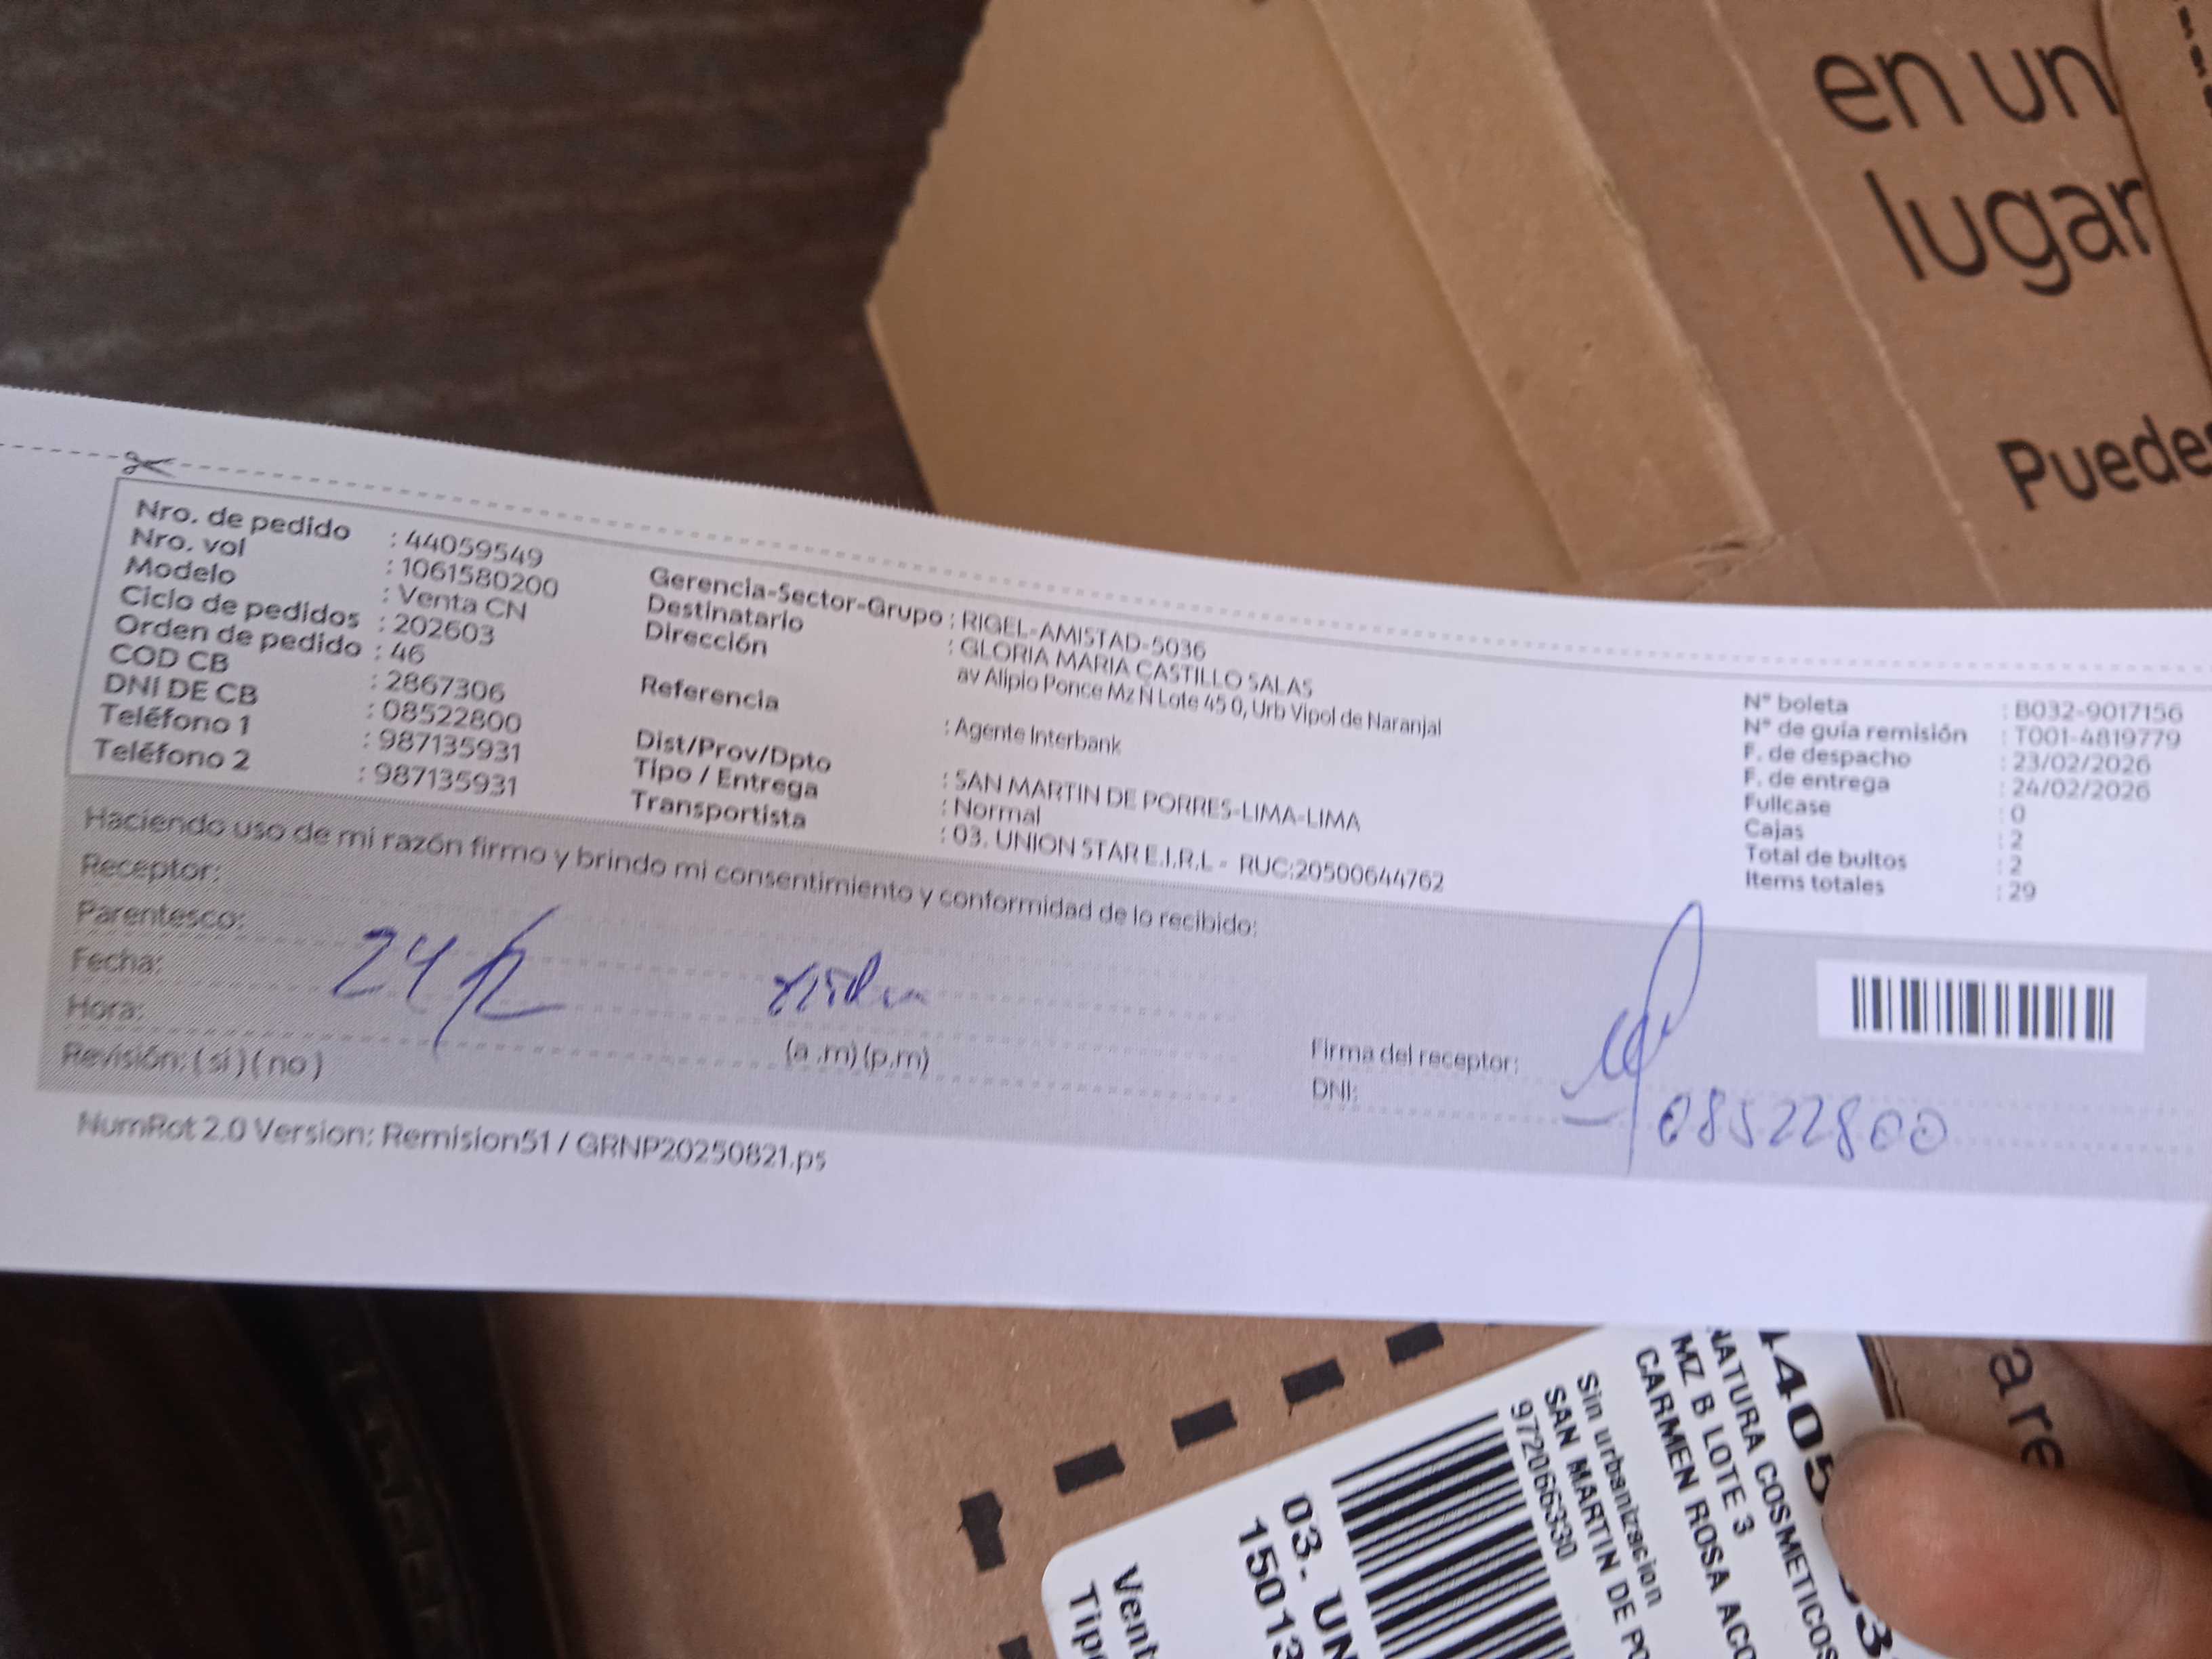 en un
lugar
Puede
Nro. de pedido : 44059549
Nro. vol : 1061580200
Modelo : Venta CN
Ciclo de pedidos : 202603
Orden de pedido : 46
COD CB : 2867306
DNI DE CB : 08522800
Teléfono 1 : 987135931
Teléfono 2 : 987135931
Gerencia-Sector-Grupo : RIGEL-AMISTAD-5036
Destinatario : GLORIA MARIA CASTILLO SALAS
Dirección av Alipio Ponce Mz N Lote 45 0, Urb Vipol de Naranjal
Referencia : Agente Interbank
Dist/Prov/Dpto : SAN MARTIN DE PORRES-LIMA-LIMA
Tipo / Entrega : Normal
Transportista : 03. UNION STAR E.I.R.L - RUC:20500644762
N° boleta : B032-9017156
N° de guía remisión : T001-4819779
F. de despacho : 23/02/2026
F. de entrega : 24/02/2026
Fullcase : 0
Cajas : 2
Total de bultos : 2
Items totales : 29
Haciendo uso de mi razón firmo y brindo mi consentimiento y conformidad de lo recibido:
Receptor:
Parentesco:
Fecha: 24/2
Hora: (a .m) (p.m)
Revisión: ( si ) ( no )
Firma del receptor:
DNI: 08522800
NumRot 2.0 Version: Remision51 / GRNP20250821.ps
4405
NATURA COSMETICOS
MZ B LOTE 3
CARMEN ROSA ACO
Sin urbanizacion
SAN MARTIN DE PO
972066330
03.- UN
15013
Vent
Tip
are